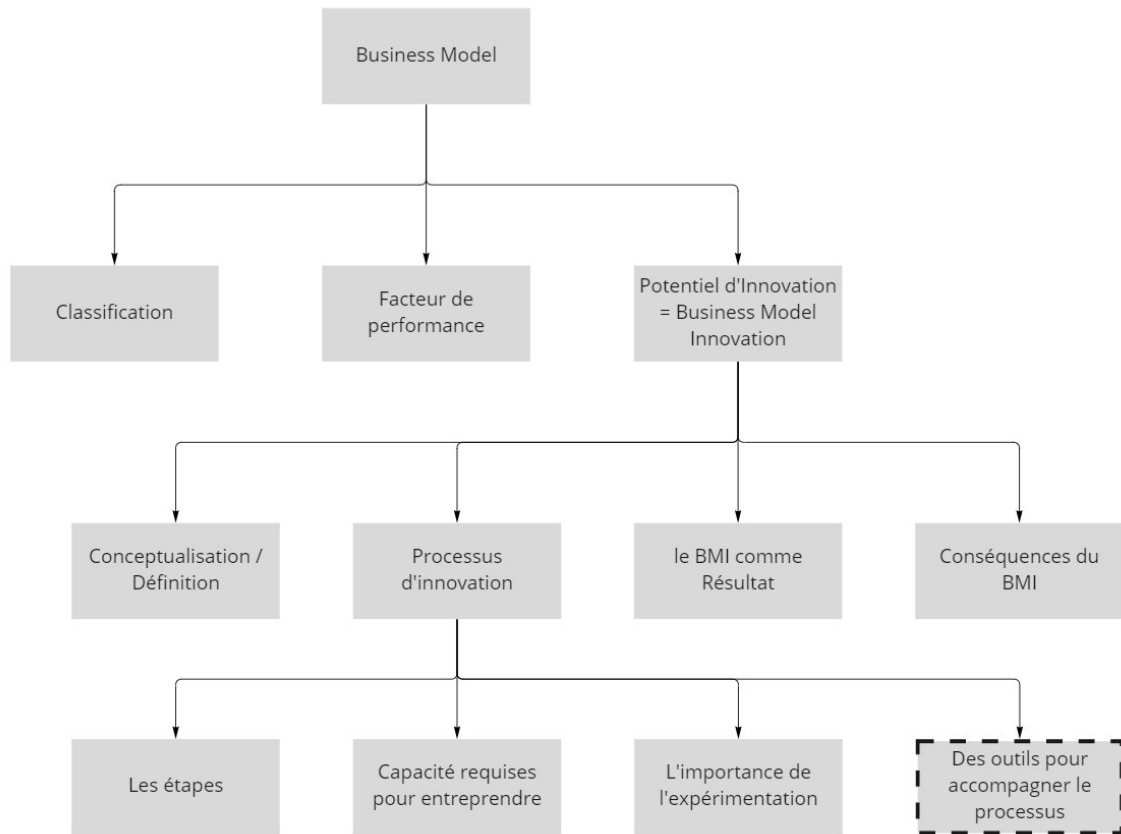 Business Model
Classification
Facteur de
performance
Potentiel d'Innovation
= Business Model
Innovation
Conceptualisation /
Définition
Processus
d'innovation
le BMI comme
Résultat
Conséquences du
BMI
Les étapes
Capacité requises
pour entreprendre
L'importance de
l'expérimentation
Des outils pour
accompagner le
processus